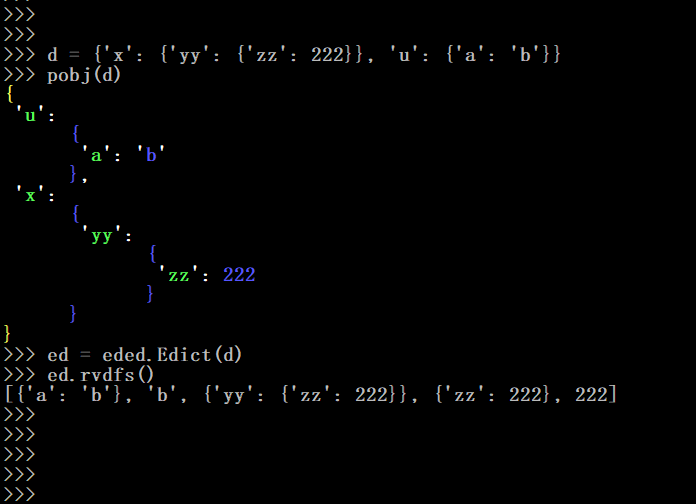 >>>
>>>
>>> d = {'x': {'yy': {'zz': 222}}, 'u': {'a': 'b'}}
>>> pobj(d)
{
 'u':
      {
       'a': 'b'
      },
 'x':
      {
       'yy':
             {
              'zz': 222
             }
      }
}
>>> ed = eded.Edict(d)
>>> ed.rvdfs()
[{'a': 'b'}, 'b', {'yy': {'zz': 222}}, {'zz': 222}, 222]
>>>
>>>
>>>
>>>
>>>